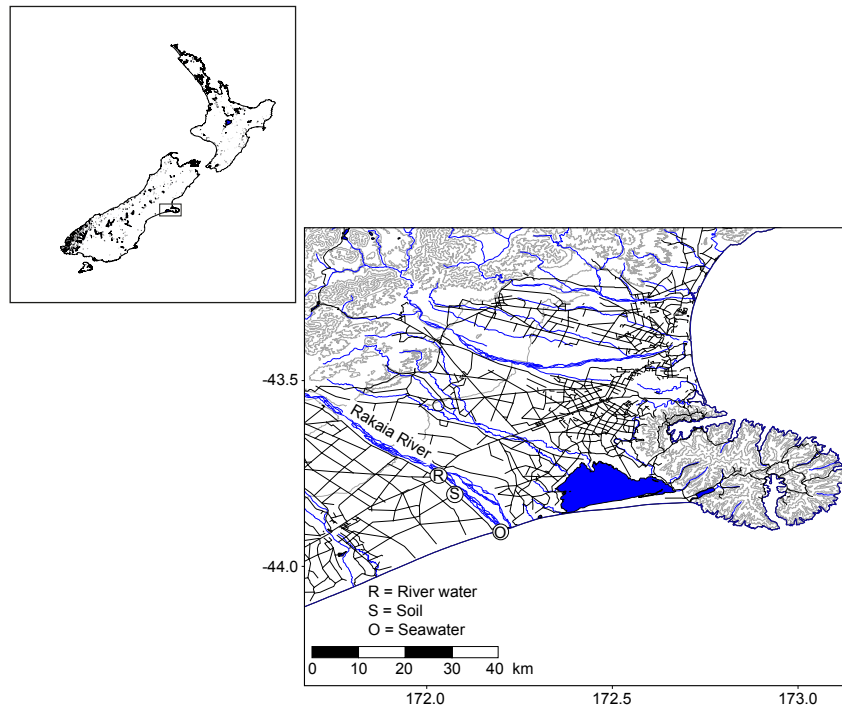 -43.5
Rakaia River
R
S
O
-44.0
R = River water
S = Soil
O = Seawater
0 10 20 30 40 km
172.0 172.5 173.0